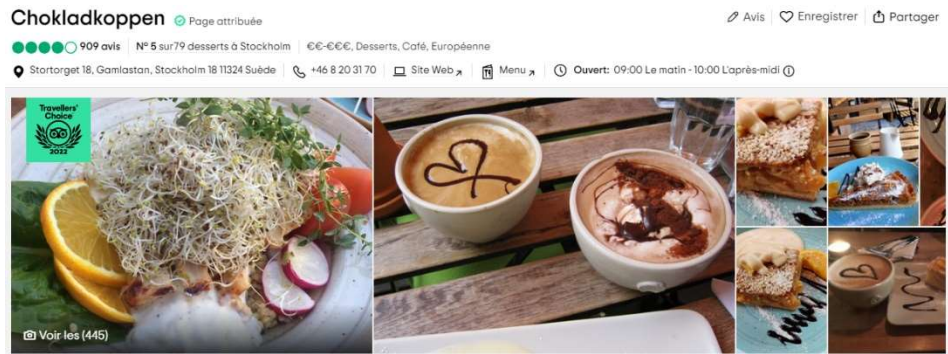 Chokladkoppen Page attribuée Avis Enregistrer Partager
909 avis N° 5 sur79 desserts à Stockholm €€-€€€, Desserts, Café, Européenne
Stortorget 18, Gamlastan, Stockholm 18 11324 Suède +46 8 20 31 70 Site Web Menu Ouvert: 09:00 Le matin - 10:00 L'après-midi
Travellers'
Choice
2022
Voir les (445)